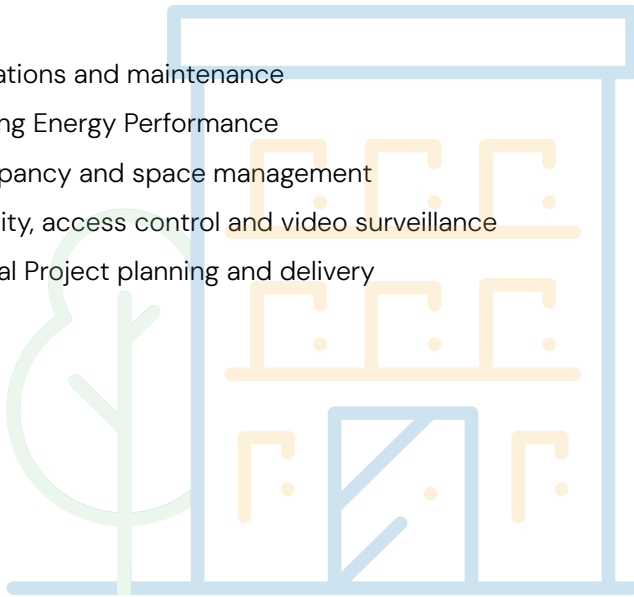 ations and maintenance
ng Energy Performance
pancy and space management
ity, access control and video surveillance
al Project planning and delivery